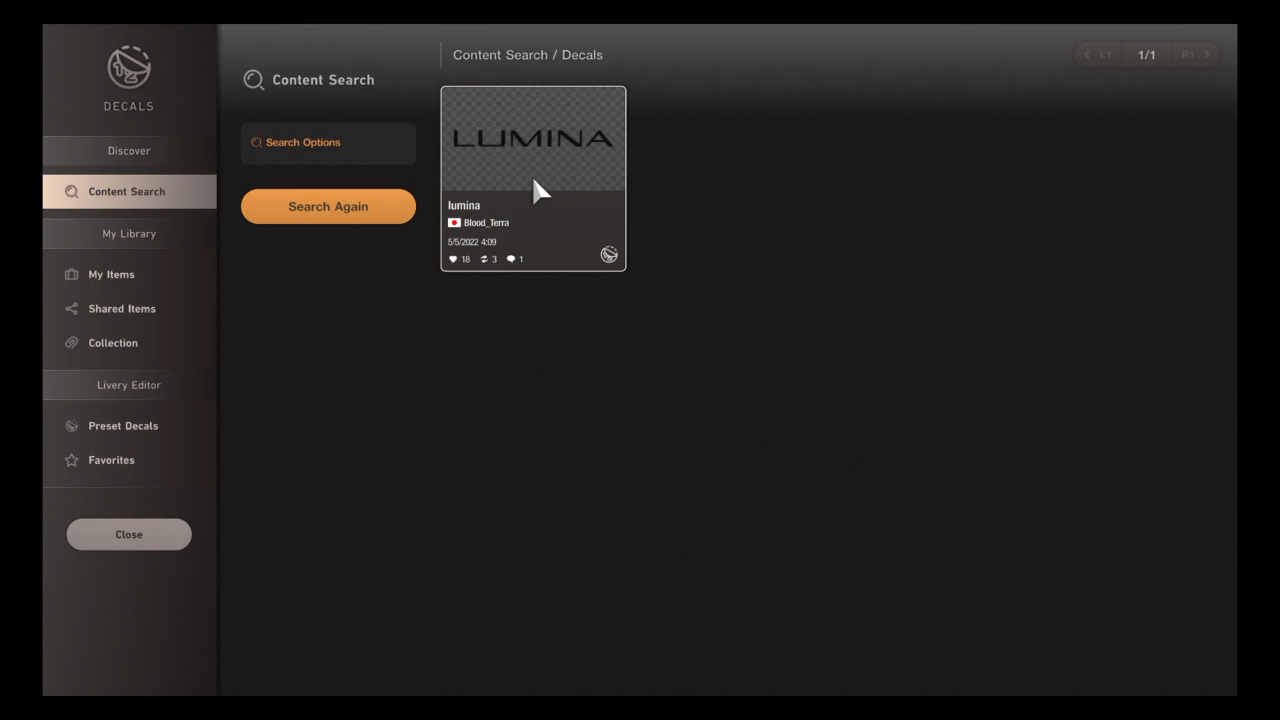 DECALS
Discover
Content Search
My Library
My Items
Shared Items
Collection
Livery Editor
Preset Decals
Favorites
Close
Content Search
Search Options
Search Again
Content Search / Decals
L1 1/1 R1
LUMINA
lumina
Blood_Terra
5/5/2022 4:09
18 3 1